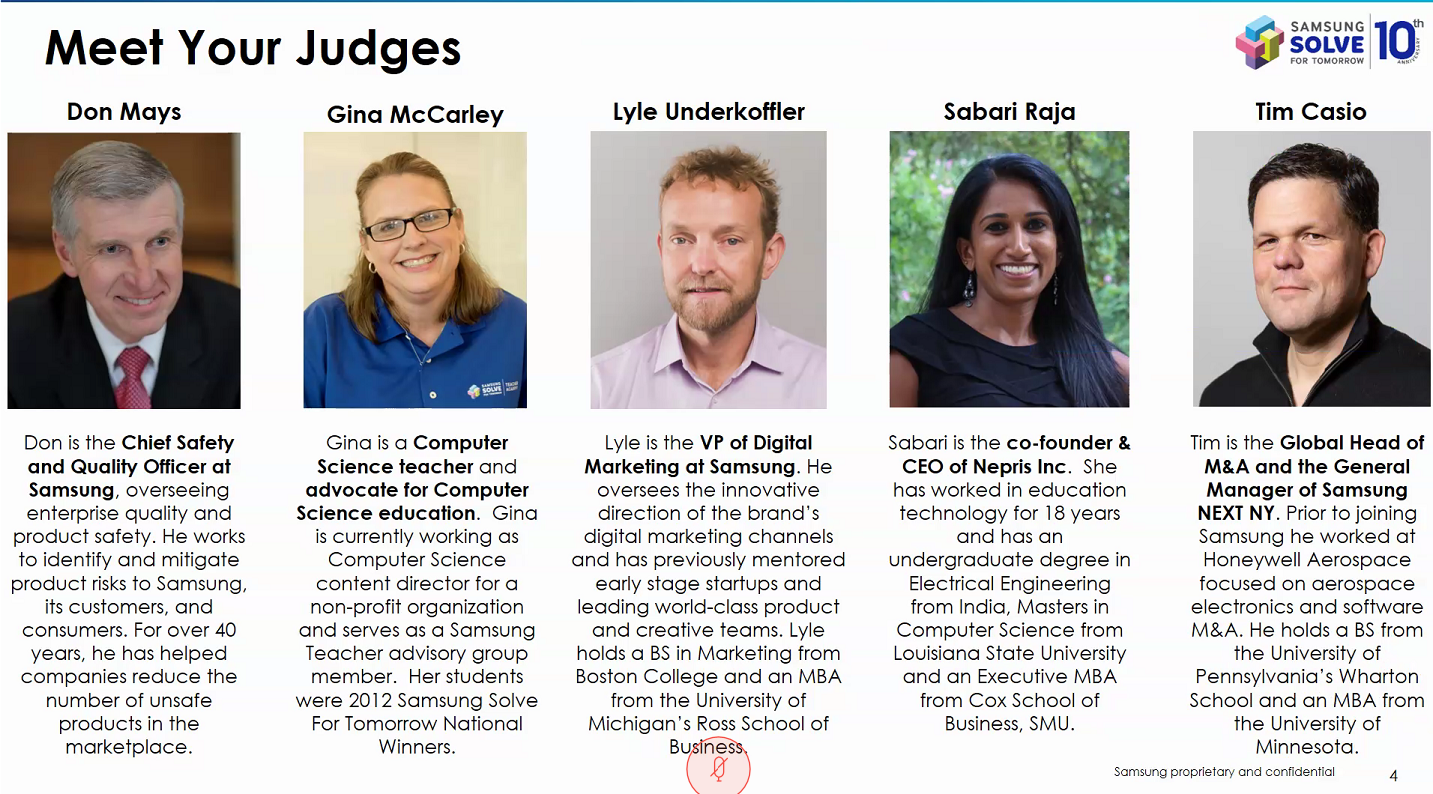 Meet Your Judges
SAMSUNG
SOLVE
FOR TOMORROW
10th
ANNIVERSARY
Don Mays
Don is the Chief Safety
and Quality Officer at
Samsung, overseeing
enterprise quality and
product safety. He works
to identify and mitigate
product risks to Samsung,
its customers, and
consumers. For over 40
years, he has helped
companies reduce the
number of unsafe
products in the
marketplace.
Gina McCarley
SAMSUNG
SOLVE
FOR TOMORROW
TEACHER
ACADEMY
Gina is a Computer
Science teacher and
advocate for Computer
Science education.  Gina
is currently working as
Computer Science
content director for a
non-profit organization
and serves as a Samsung
Teacher advisory group
member.  Her students
were 2012 Samsung Solve
For Tomorrow National
Winners.
Lyle Underkoffler
Lyle is the VP of Digital
Marketing at Samsung. He
oversees the innovative
direction of the brand’s
digital marketing channels
and has previously mentored
early stage startups and
leading world-class product
and creative teams. Lyle
holds a BS in Marketing from
Boston College and an MBA
from the University of
Michigan’s Ross School of
Business.
Sabari Raja
Sabari is the co-founder &
CEO of Nepris Inc.  She
has worked in education
technology for 18 years
and has an
undergraduate degree in
Electrical Engineering
from India, Masters in
Computer Science from
Louisiana State University
and an Executive MBA
from Cox School of
Business, SMU.
Tim Casio
Tim is the Global Head of
M&A and the General
Manager of Samsung
NEXT NY. Prior to joining
Samsung he worked at
Honeywell Aerospace
focused on aerospace
electronics and software
M&A. He holds a BS from
the University of
Pennsylvania’s Wharton
School and an MBA from
the University of
Minnesota.
Samsung proprietary and confidential
4